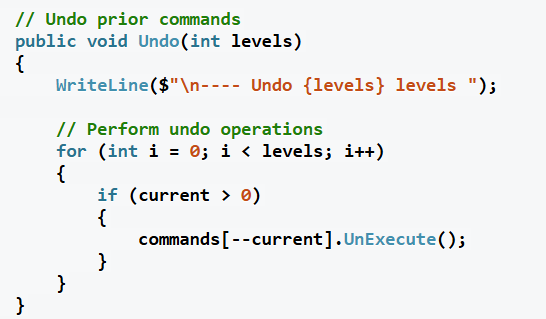 // Undo prior commands
public void Undo(int levels)
{
    WriteLine($"\n---- Undo {levels} levels ");

    // Perform undo operations
    for (int i = 0; i < levels; i++)
    {
        if (current > 0)
        {
            commands[--current].UnExecute();
        }
    }
}